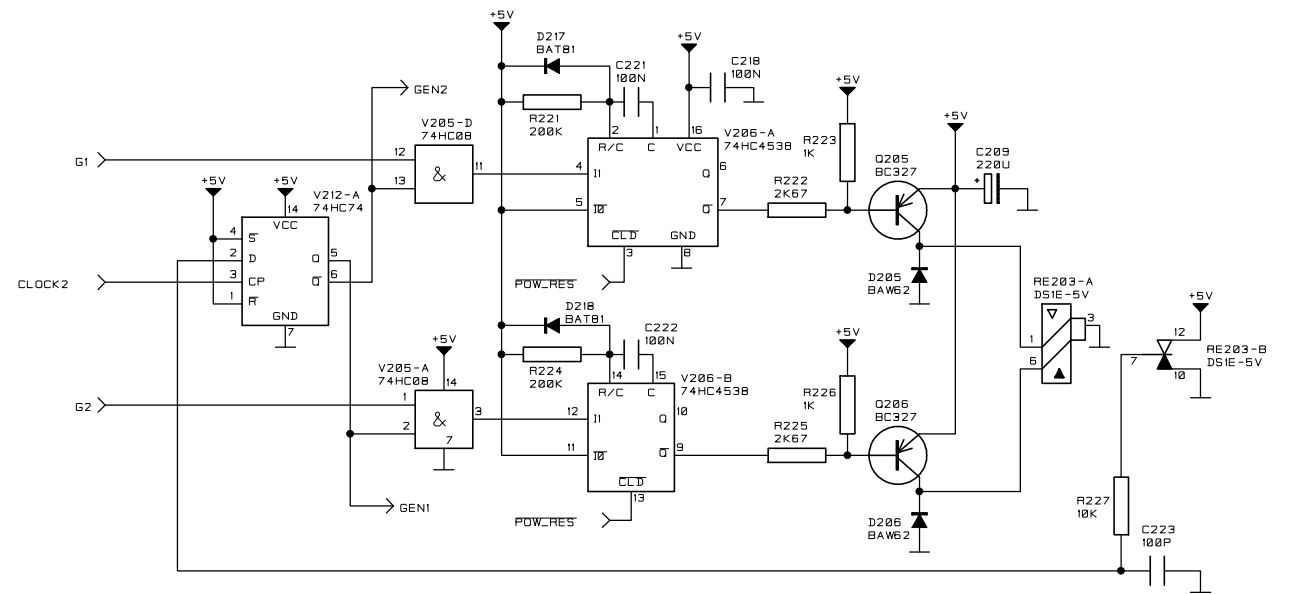 +5V
D217
BAT81
+5V
C221
100N
C218
100N
+5V
GEN2
R221
200K
V205-D
74HC08
2
1
16
V206-A
74HC4538
R223
1K
+5V
R/C
C
VCC
G1
12
13
&
11
4
I1
Q
6
Q205
BC327
C209
220U
+
+5V
+5V
V212-A
74HC74
14
VCC
R222
2K67
5
I0
Q
7
4
S
2
D
Q
5
CLD
GND
3
8
CLOCK2
3
CP
Q
6
POW_RES
D205
BAW62
RE203-A
DS1E-5V
1
R
GND
7
D218
BAT81
C222
100N
+5V
3
+5V
+5V
12
1
7
RE203-B
DS1E-5V
6
10
V205-A
74HC08
14
R224
200K
14
15
V206-B
74HC4538
R/C
C
R226
1K
G2
1
2
&
7
3
12
I1
Q
10
Q206
BC327
R225
2K67
11
I0
Q
9
CLD
13
GEN1
POW_RES
D206
BAW62
R227
10K
C223
100P